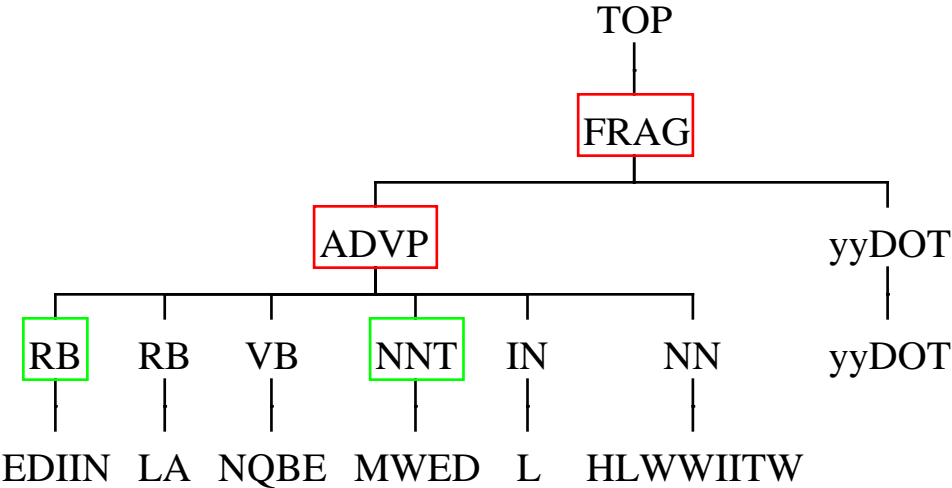 TOP
FRAG
ADVP yyDOT
RB RB VB NNT IN NN yyDOT
EDIIN LA NQBE MWED L HLWWIITW